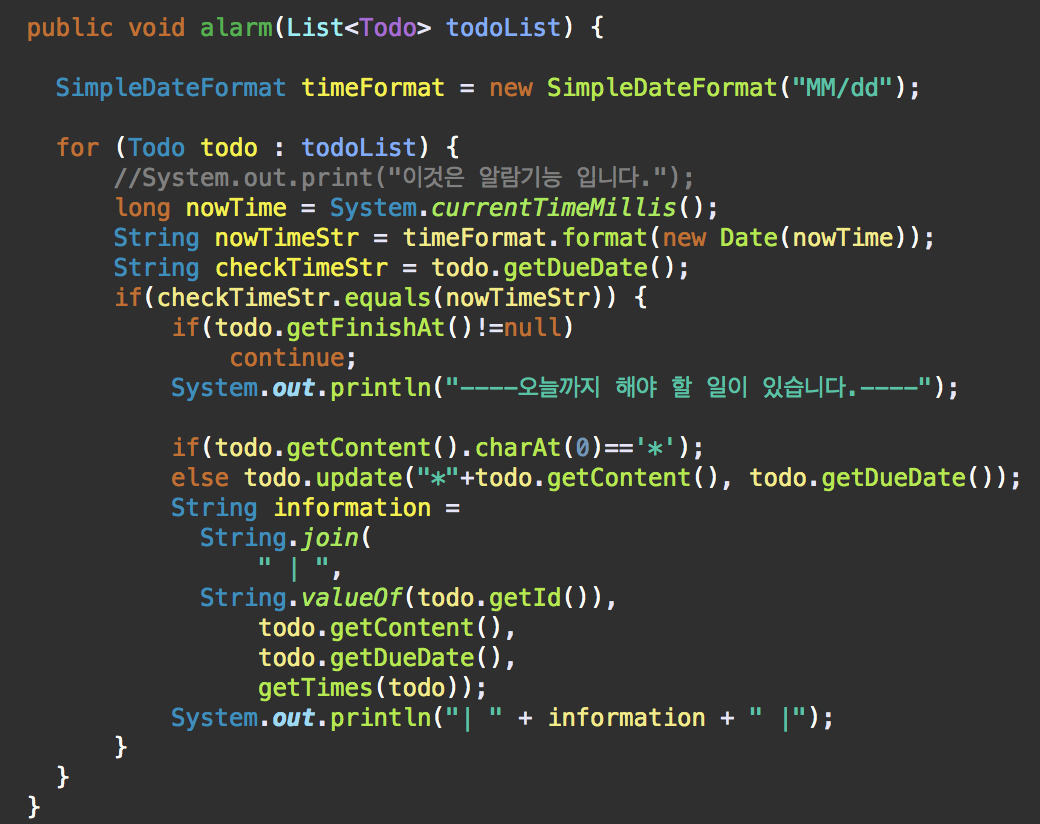 public void alarm(List<Todo> todoList) {
SimpleDateFormat timeFormat = new SimpleDateFormat("MM/dd");
for (Todo todo : todoList) {
//System.out.print("이것은 알람기능 입니다.");
long nowTime = System.currentTimeMillis();
String nowTimeStr = timeFormat.format(new Date(nowTime));
String checkTimeStr = todo.getDueDate();
if(checkTimeStr.equals(nowTimeStr)) {
if(todo.getFinishAt()!=null)
continue;
System.out.println("----오늘까지 해야 할 일이 있습니다.----");
if(todo.getContent().charAt(0)=='*');
else todo.update("*"+todo.getContent(), todo.getDueDate());
String information =
String.join(
" | ",
String.valueOf(todo.getId()),
todo.getContent(),
todo.getDueDate(),
getTimes(todo));
System.out.println("| " + information + " |");
}
}
}